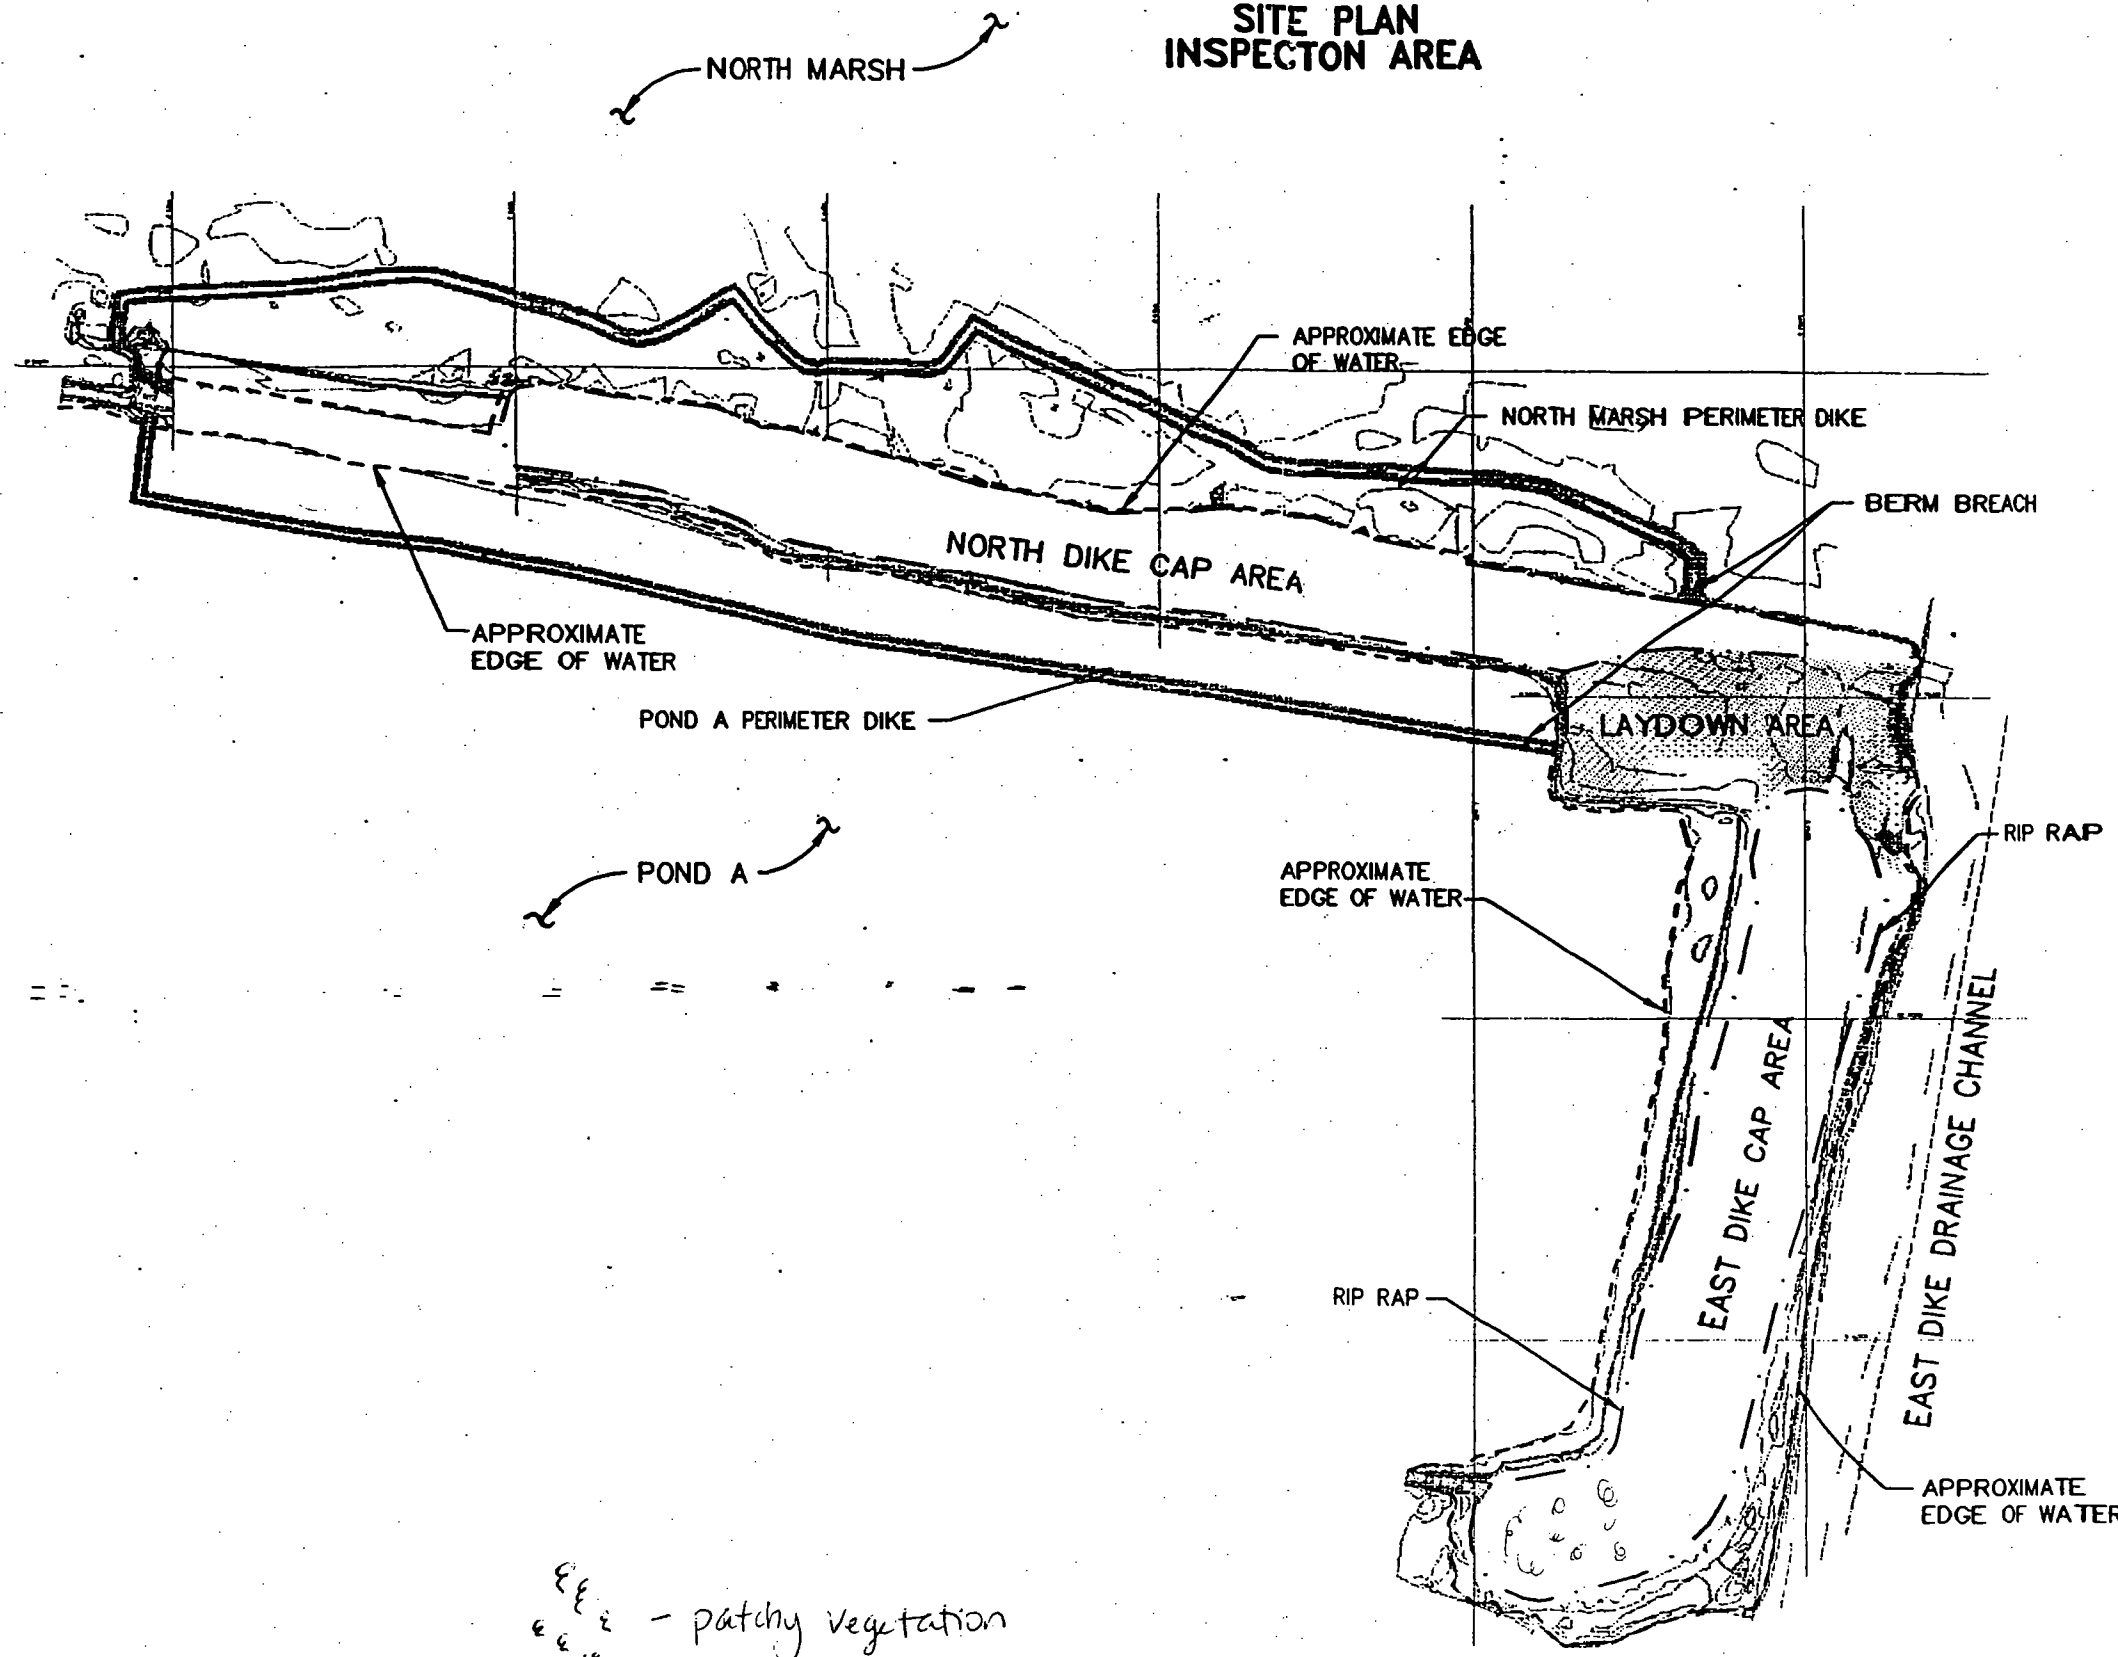 SITE PLAN
INSPECTON AREA
NORTH MARSH
APPROXIMATE EDGE
OF WATER
NORTH MARSH PERIMETER DIKE
BERM BREACH
NORTH DIKE CAP AREA
APPROXIMATE
EDGE OF WATER
POND A PERIMETER DIKE
LAYDOWN AREA
RIP RAP
POND A
APPROXIMATE
EDGE OF WATER
EAST DIKE CAP AREA
EAST DIKE DRAINAGE CHANNEL
RIP RAP
APPROXIMATE
EDGE OF WATER
- patchy vegetation